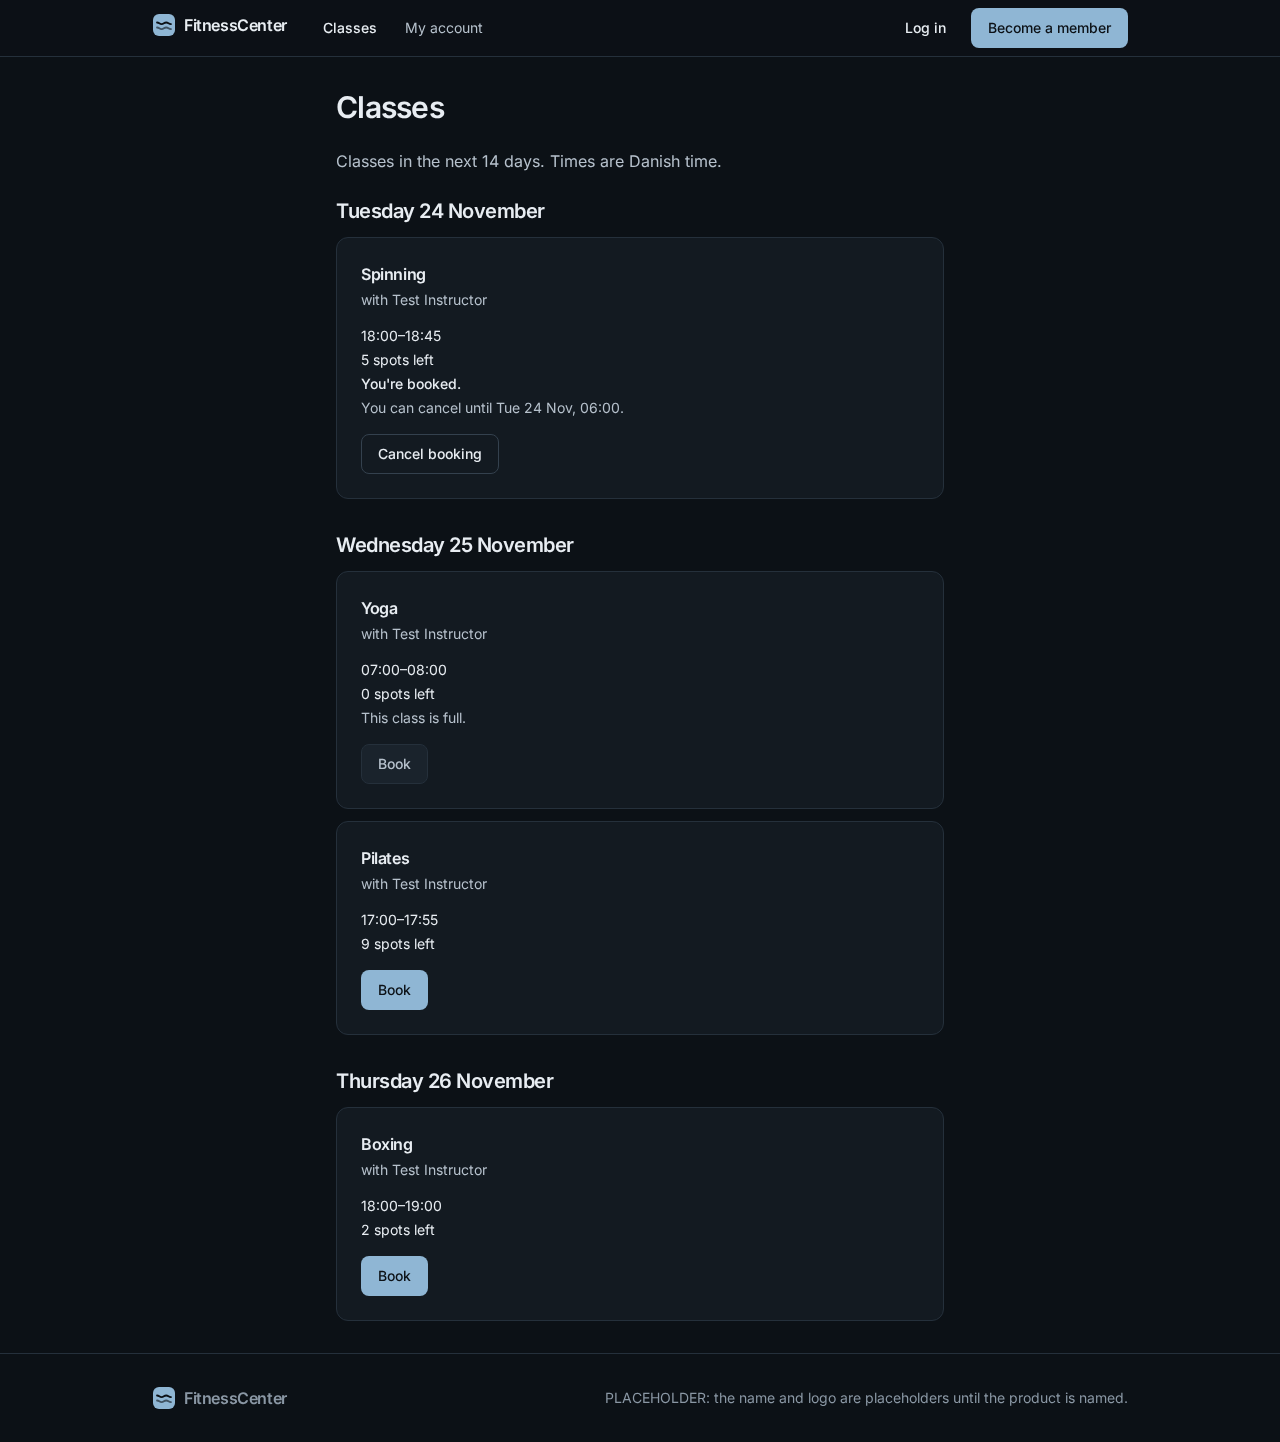 FitnessCenter Classes My account Log in Become a member
Classes
Classes in the next 14 days. Times are Danish time.
Tuesday 24 November
Spinning
with Test Instructor
18:00–18:45
5 spots left
You're booked.
You can cancel until Tue 24 Nov, 06:00.
Cancel booking
Wednesday 25 November
Yoga
with Test Instructor
07:00–08:00
0 spots left
This class is full.
Book
Pilates
with Test Instructor
17:00–17:55
9 spots left
Book
Thursday 26 November
Boxing
with Test Instructor
18:00–19:00
2 spots left
Book
FitnessCenter PLACEHOLDER: the name and logo are placeholders until the product is named.